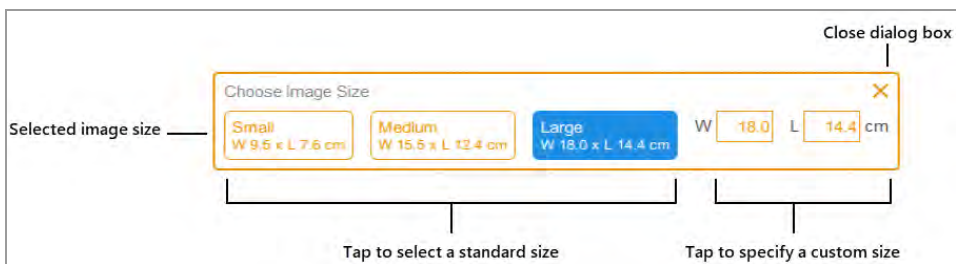 Close dialog box
Choose Image Size
Selected image size
Small
W 9.5 x L 7.6 cm
Medium
W 15.5 x L 12.4 cm
Large
W 18.0 x L 14.4 cm
W 18.0 L 14.4 cm
Tap to select a standard size
Tap to specify a custom size